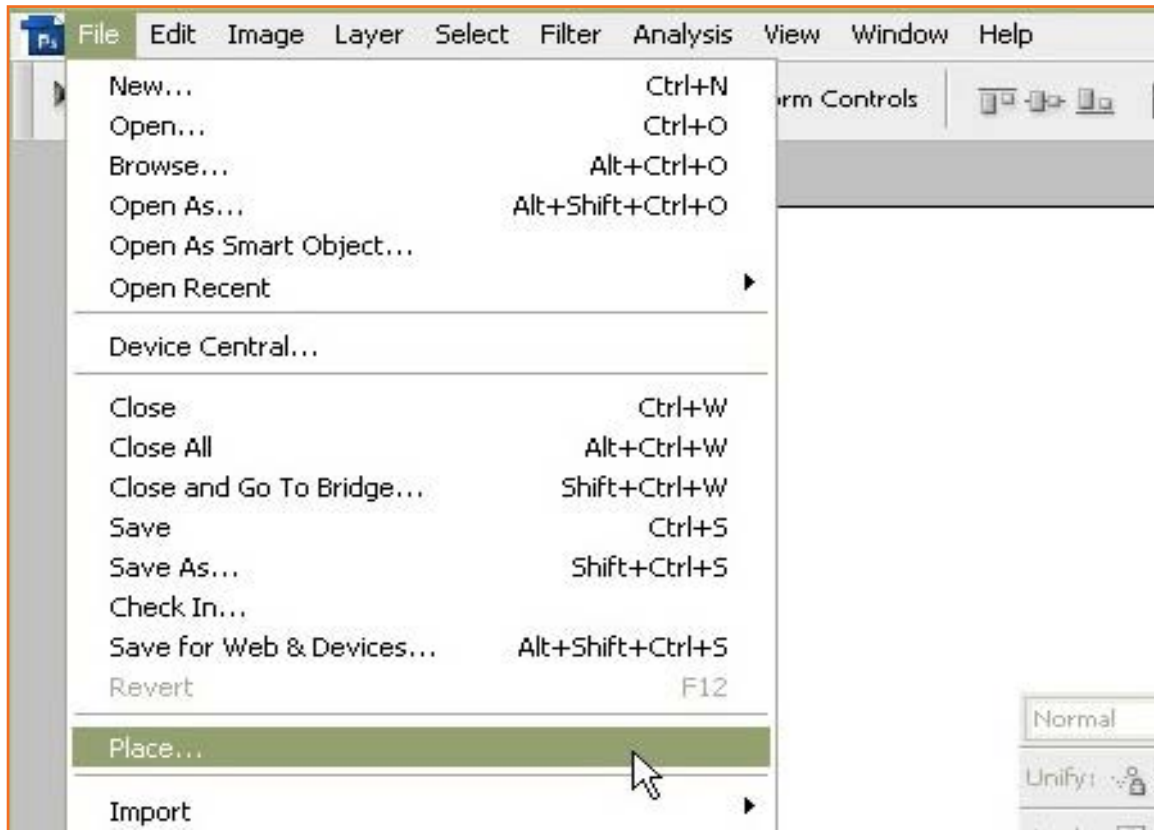 Ps File Edit Image Layer Select Filter Analysis View Window Help
rm Controls
New... Ctrl+N
Open... Ctrl+O
Browse... Alt+Ctrl+O
Open As... Alt+Shift+Ctrl+O
Open As Smart Object...
Open Recent
Device Central...
Close Ctrl+W
Close All Alt+Ctrl+W
Close and Go To Bridge... Shift+Ctrl+W
Save Ctrl+S
Save As... Shift+Ctrl+S
Check In...
Save for Web & Devices... Alt+Shift+Ctrl+S
Revert F12
Normal
Place...
Unify:
Import